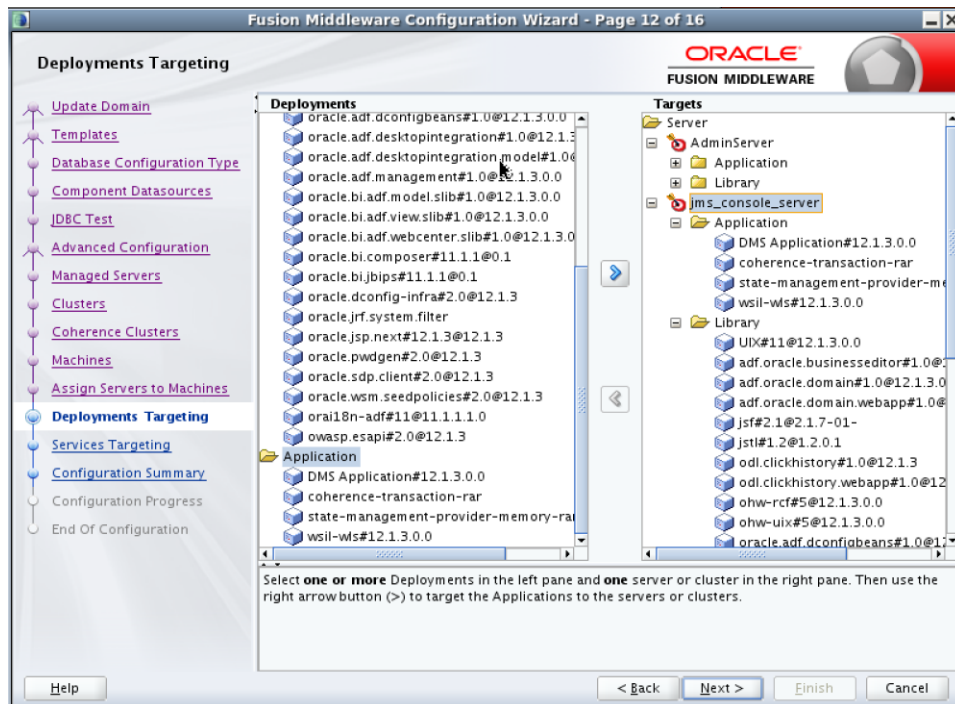 Fusion Middleware Configuration Wizard - Page 12 of 16
Deployments Targeting
ORACLE
FUSION MIDDLEWARE
Update Domain
Templates
Database Configuration Type
Component Datasources
JDBC Test
Advanced Configuration
Managed Servers
Clusters
Coherence Clusters
Machines
Assign Servers to Machines
Deployments Targeting
Services Targeting
Configuration Summary
Configuration Progress
End Of Configuration
Deployments
oracle.adf.dconfigbeans#1.0@12.1.3.0.0
oracle.adf.desktopintegration#1.0@12.1.3
oracle.adf.desktopintegration.model#1.0@
oracle.adf.management#1.0@12.1.3.0.0
oracle.bi.adf.model.slib#1.0@12.1.3.0.0
oracle.bi.adf.view.slib#1.0@12.1.3.0.0
oracle.bi.adf.webcenter.slib#1.0@12.1.3.0
oracle.bi.composer#11.1.1@0.1
oracle.bi.jbips#11.1.1@0.1
oracle.dconfig-infra#2.0@12.1.3
oracle.jrf.system.filter
oracle.jsp.next#12.1.3@12.1.3
oracle.pwdgen#2.0@12.1.3
oracle.sdp.client#2.0@12.1.3
oracle.wsm.seedpolicies#2.0@12.1.3
orai18n-adf#11@11.1.1.1.0
owasp.esapi#2.0@12.1.3
Application
DMS Application#12.1.3.0.0
coherence-transaction-rar
state-management-provider-memory-rar
wsil-wls#12.1.3.0.0
Targets
Server
AdminServer
Application
Library
jms_console_server
Application
DMS Application#12.1.3.0.0
coherence-transaction-rar
state-management-provider-me
wsil-wls#12.1.3.0.0
Library
UIX#11@12.1.3.0.0
adf.oracle.businesseditor#1.0@1
adf.oracle.domain#1.0@12.1.3.0
adf.oracle.domain.webapp#1.0@
jsf#2.1@2.1.7-01-
jstl#1.2@1.2.0.1
odl.clickhistory#1.0@12.1.3
odl.clickhistory.webapp#1.0@12
ohw-rcf#5@12.1.3.0.0
ohw-uix#5@12.1.3.0.0
oracle.adf.dconfigbeans#1.0@12
Select one or more Deployments in the left pane and one server or cluster in the right pane. Then use the
right arrow button (>) to target the Applications to the servers or clusters.
Help
< Back
Next >
Finish
Cancel